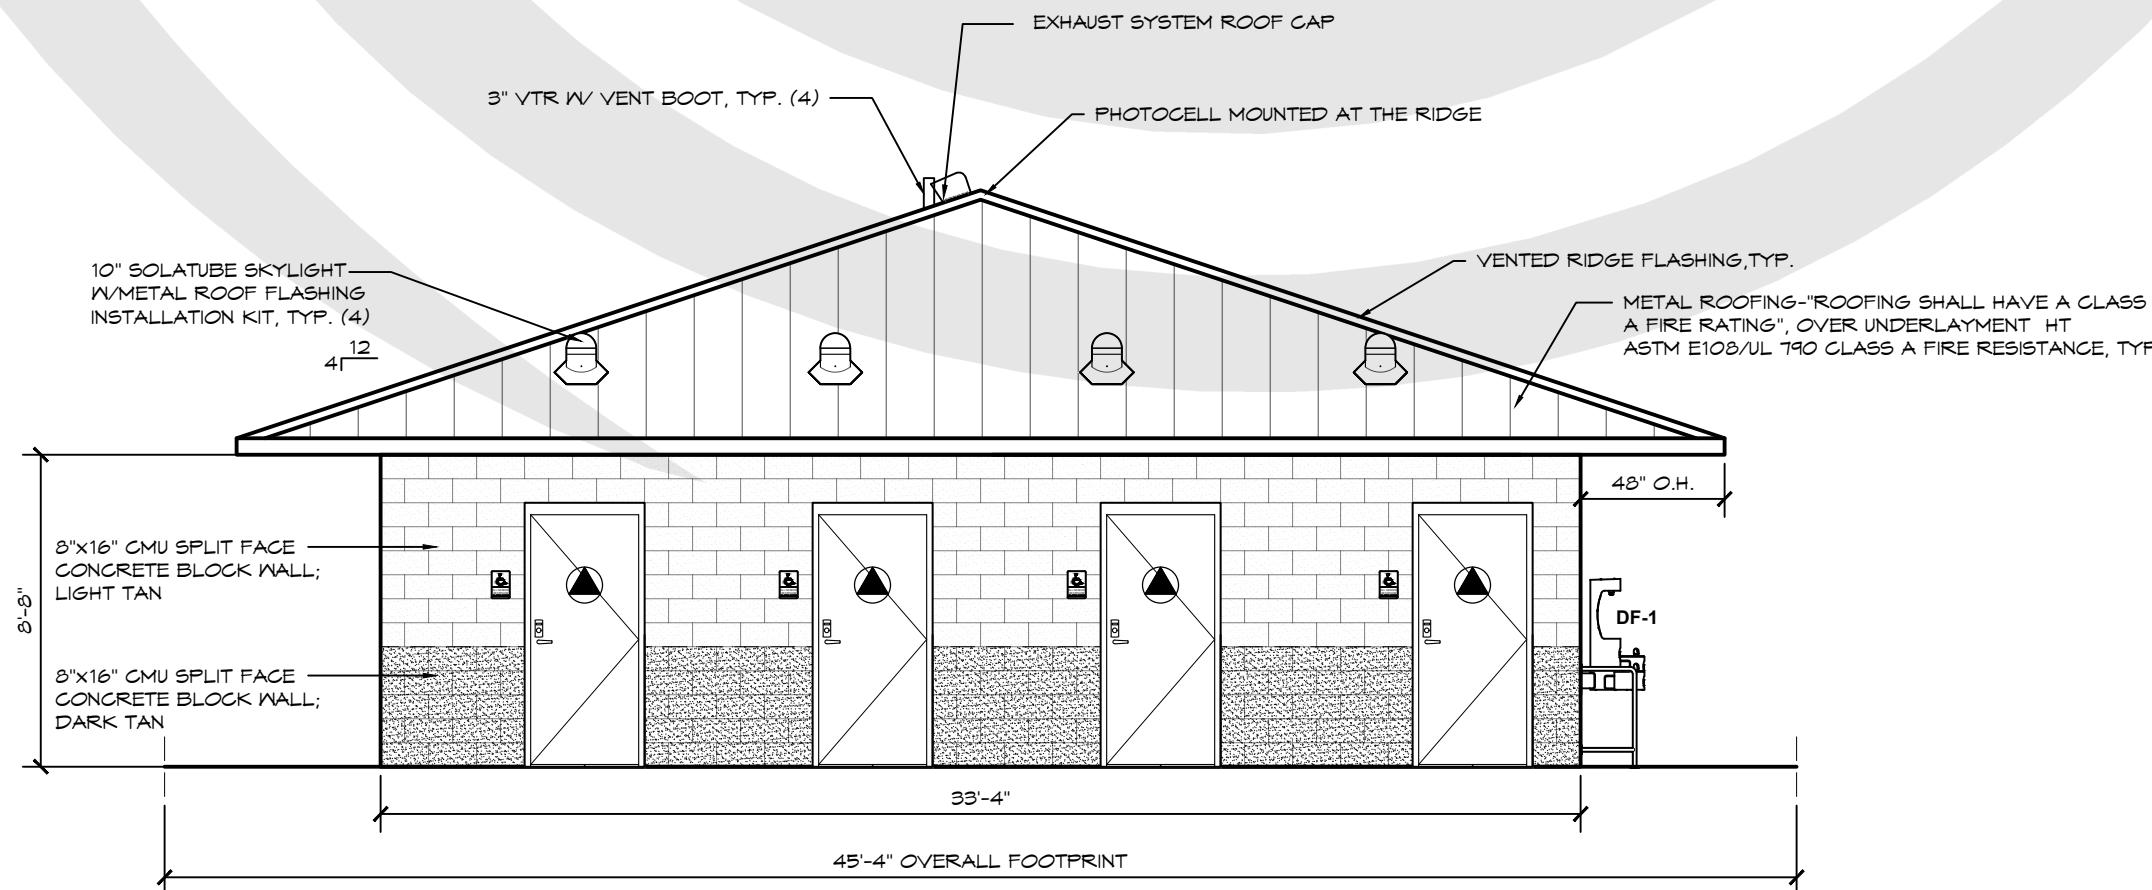 EXHAUST SYSTEM ROOF CAP
3" VTR W/ VENT BOOT, TYP. (4)
PHOTOCELL MOUNTED AT THE RIDGE
10" SOLATUBE SKYLIGHT
W/METAL ROOF FLASHING
INSTALLATION KIT, TYP. (4)
12
4
VENTED RIDGE FLASHING,TYP.
METAL ROOFING-"ROOFING SHALL HAVE A CLASS
A FIRE RATING", OVER UNDERLAYMENT HT
ASTM E108/UL 790 CLASS A FIRE RESISTANCE, TYP
48" O.H.
8'-8"
8"x16" CMU SPLIT FACE
CONCRETE BLOCK WALL;
LIGHT TAN
DF-1
8"x16" CMU SPLIT FACE
CONCRETE BLOCK WALL;
DARK TAN
33'-4"
45'-4" OVERALL FOOTPRINT